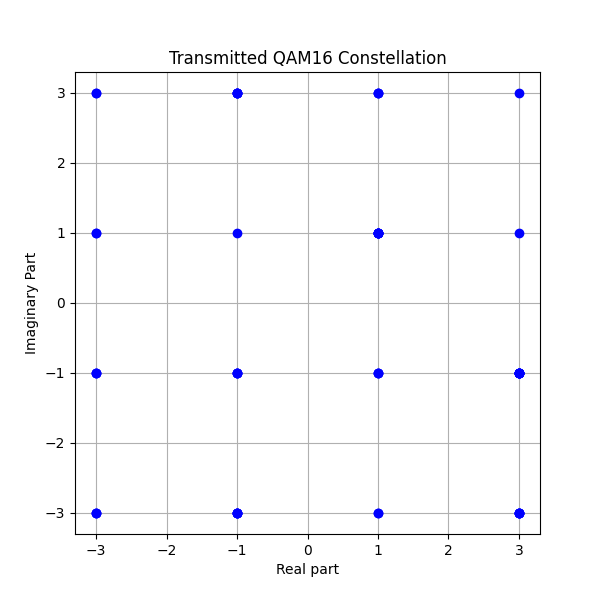 Transmitted QAM16 Constellation
3
2
1
0
−1
−2
−3
Imaginary Part
−3 −2 −1 0 1 2 3
Real part